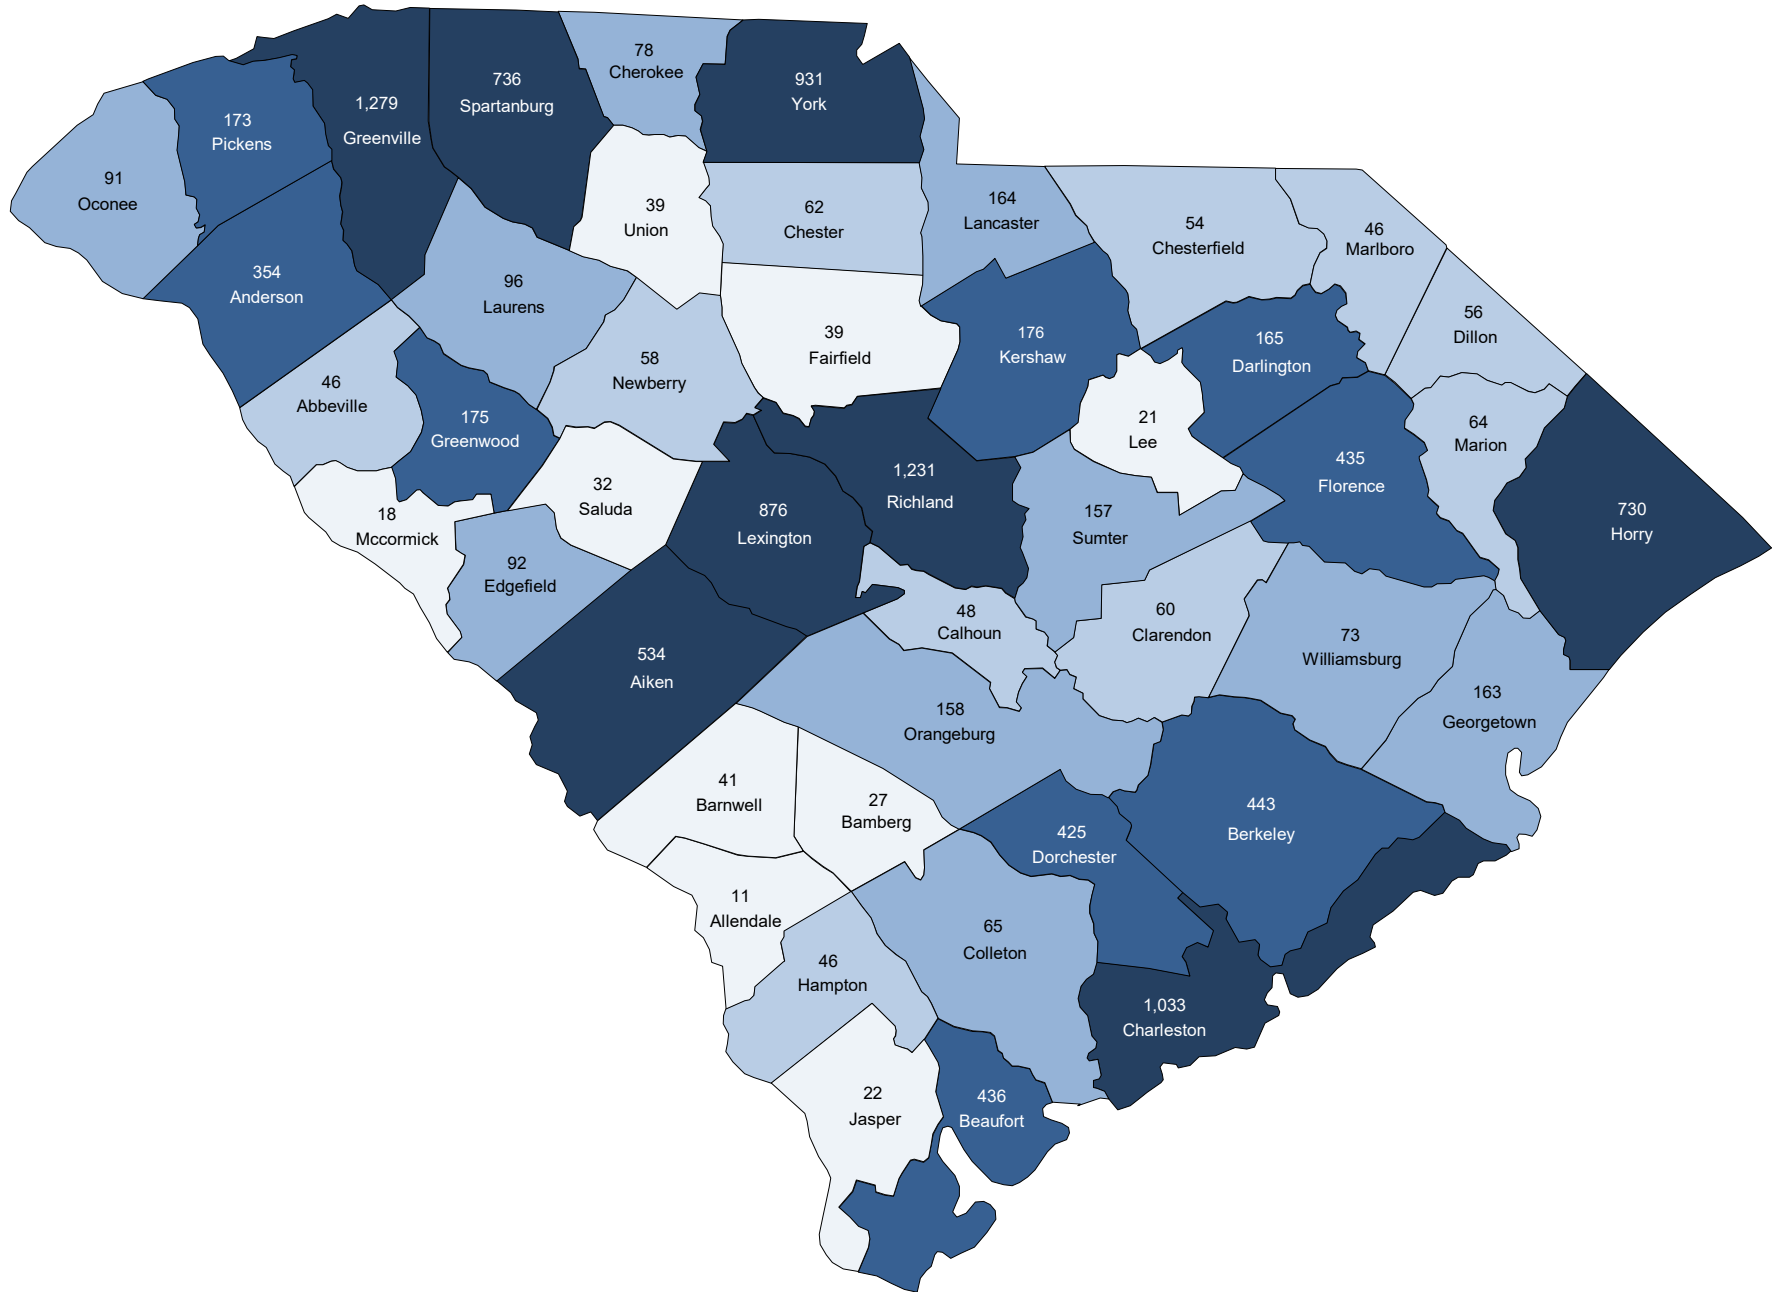 78
Cherokee
736
Spartanburg
931
York
1,279
Greenville
173
Pickens
91
Oconee
39
Union
62
Chester
164
Lancaster
54
Chesterfield
46
Marlboro
354
Anderson
96
Laurens
56
Dillon
39
Fairfield
176
Kershaw
165
Darlington
58
Newberry
46
Abbeville
175
Greenwood
21
Lee
64
Marion
435
Florence
1,231
Richland
32
Saluda
876
Lexington
157
Sumter
730
Horry
18
Mccormick
92
Edgefield
48
Calhoun
60
Clarendon
73
Williamsburg
534
Aiken
163
Georgetown
158
Orangeburg
41
Barnwell
27
Bamberg
443
Berkeley
425
Dorchester
11
Allendale
65
Colleton
46
Hampton
1,033
Charleston
22
Jasper
436
Beaufort